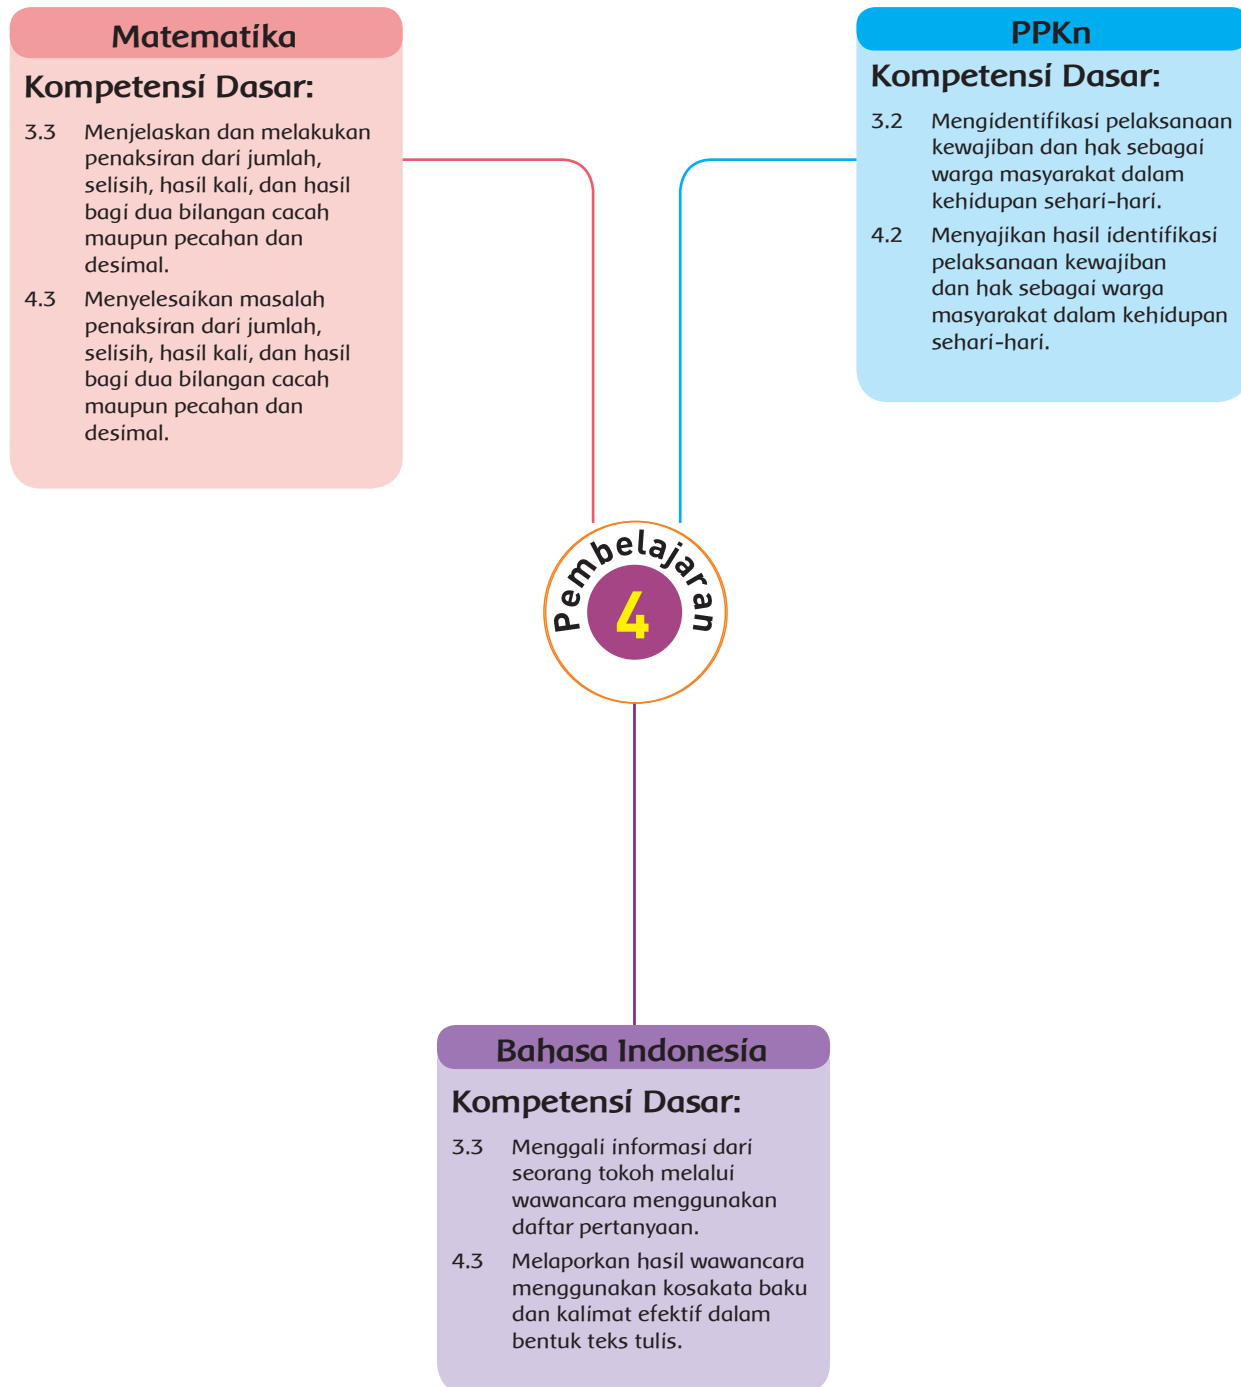 Matematika
Kompetensi Dasar:
3.3 Menjelaskan dan melakukan
penaksiran dari jumlah,
selisih, hasil kali, dan hasil
bagi dua bilangan cacah
maupun pecahan dan
desimal.
4.3 Menyelesaikan masalah
penaksiran dari jumlah,
selisih, hasil kali, dan hasil
bagi dua bilangan cacah
maupun pecahan dan
desimal.
PPKn
Kompetensi Dasar:
3.2 Mengidentifikasi pelaksanaan
kewajiban dan hak sebagai
warga masyarakat dalam
kehidupan sehari-hari.
4.2 Menyajikan hasil identifikasi
pelaksanaan kewajiban
dan hak sebagai warga
masyarakat dalam kehidupan
sehari-hari.
Pembelajaran
4
Bahasa Indonesia
Kompetensi Dasar:
3.3 Menggali informasi dari
seorang tokoh melalui
wawancara menggunakan
daftar pertanyaan.
4.3 Melaporkan hasil wawancara
menggunakan kosakata baku
dan kalimat efektif dalam
bentuk teks tulis.